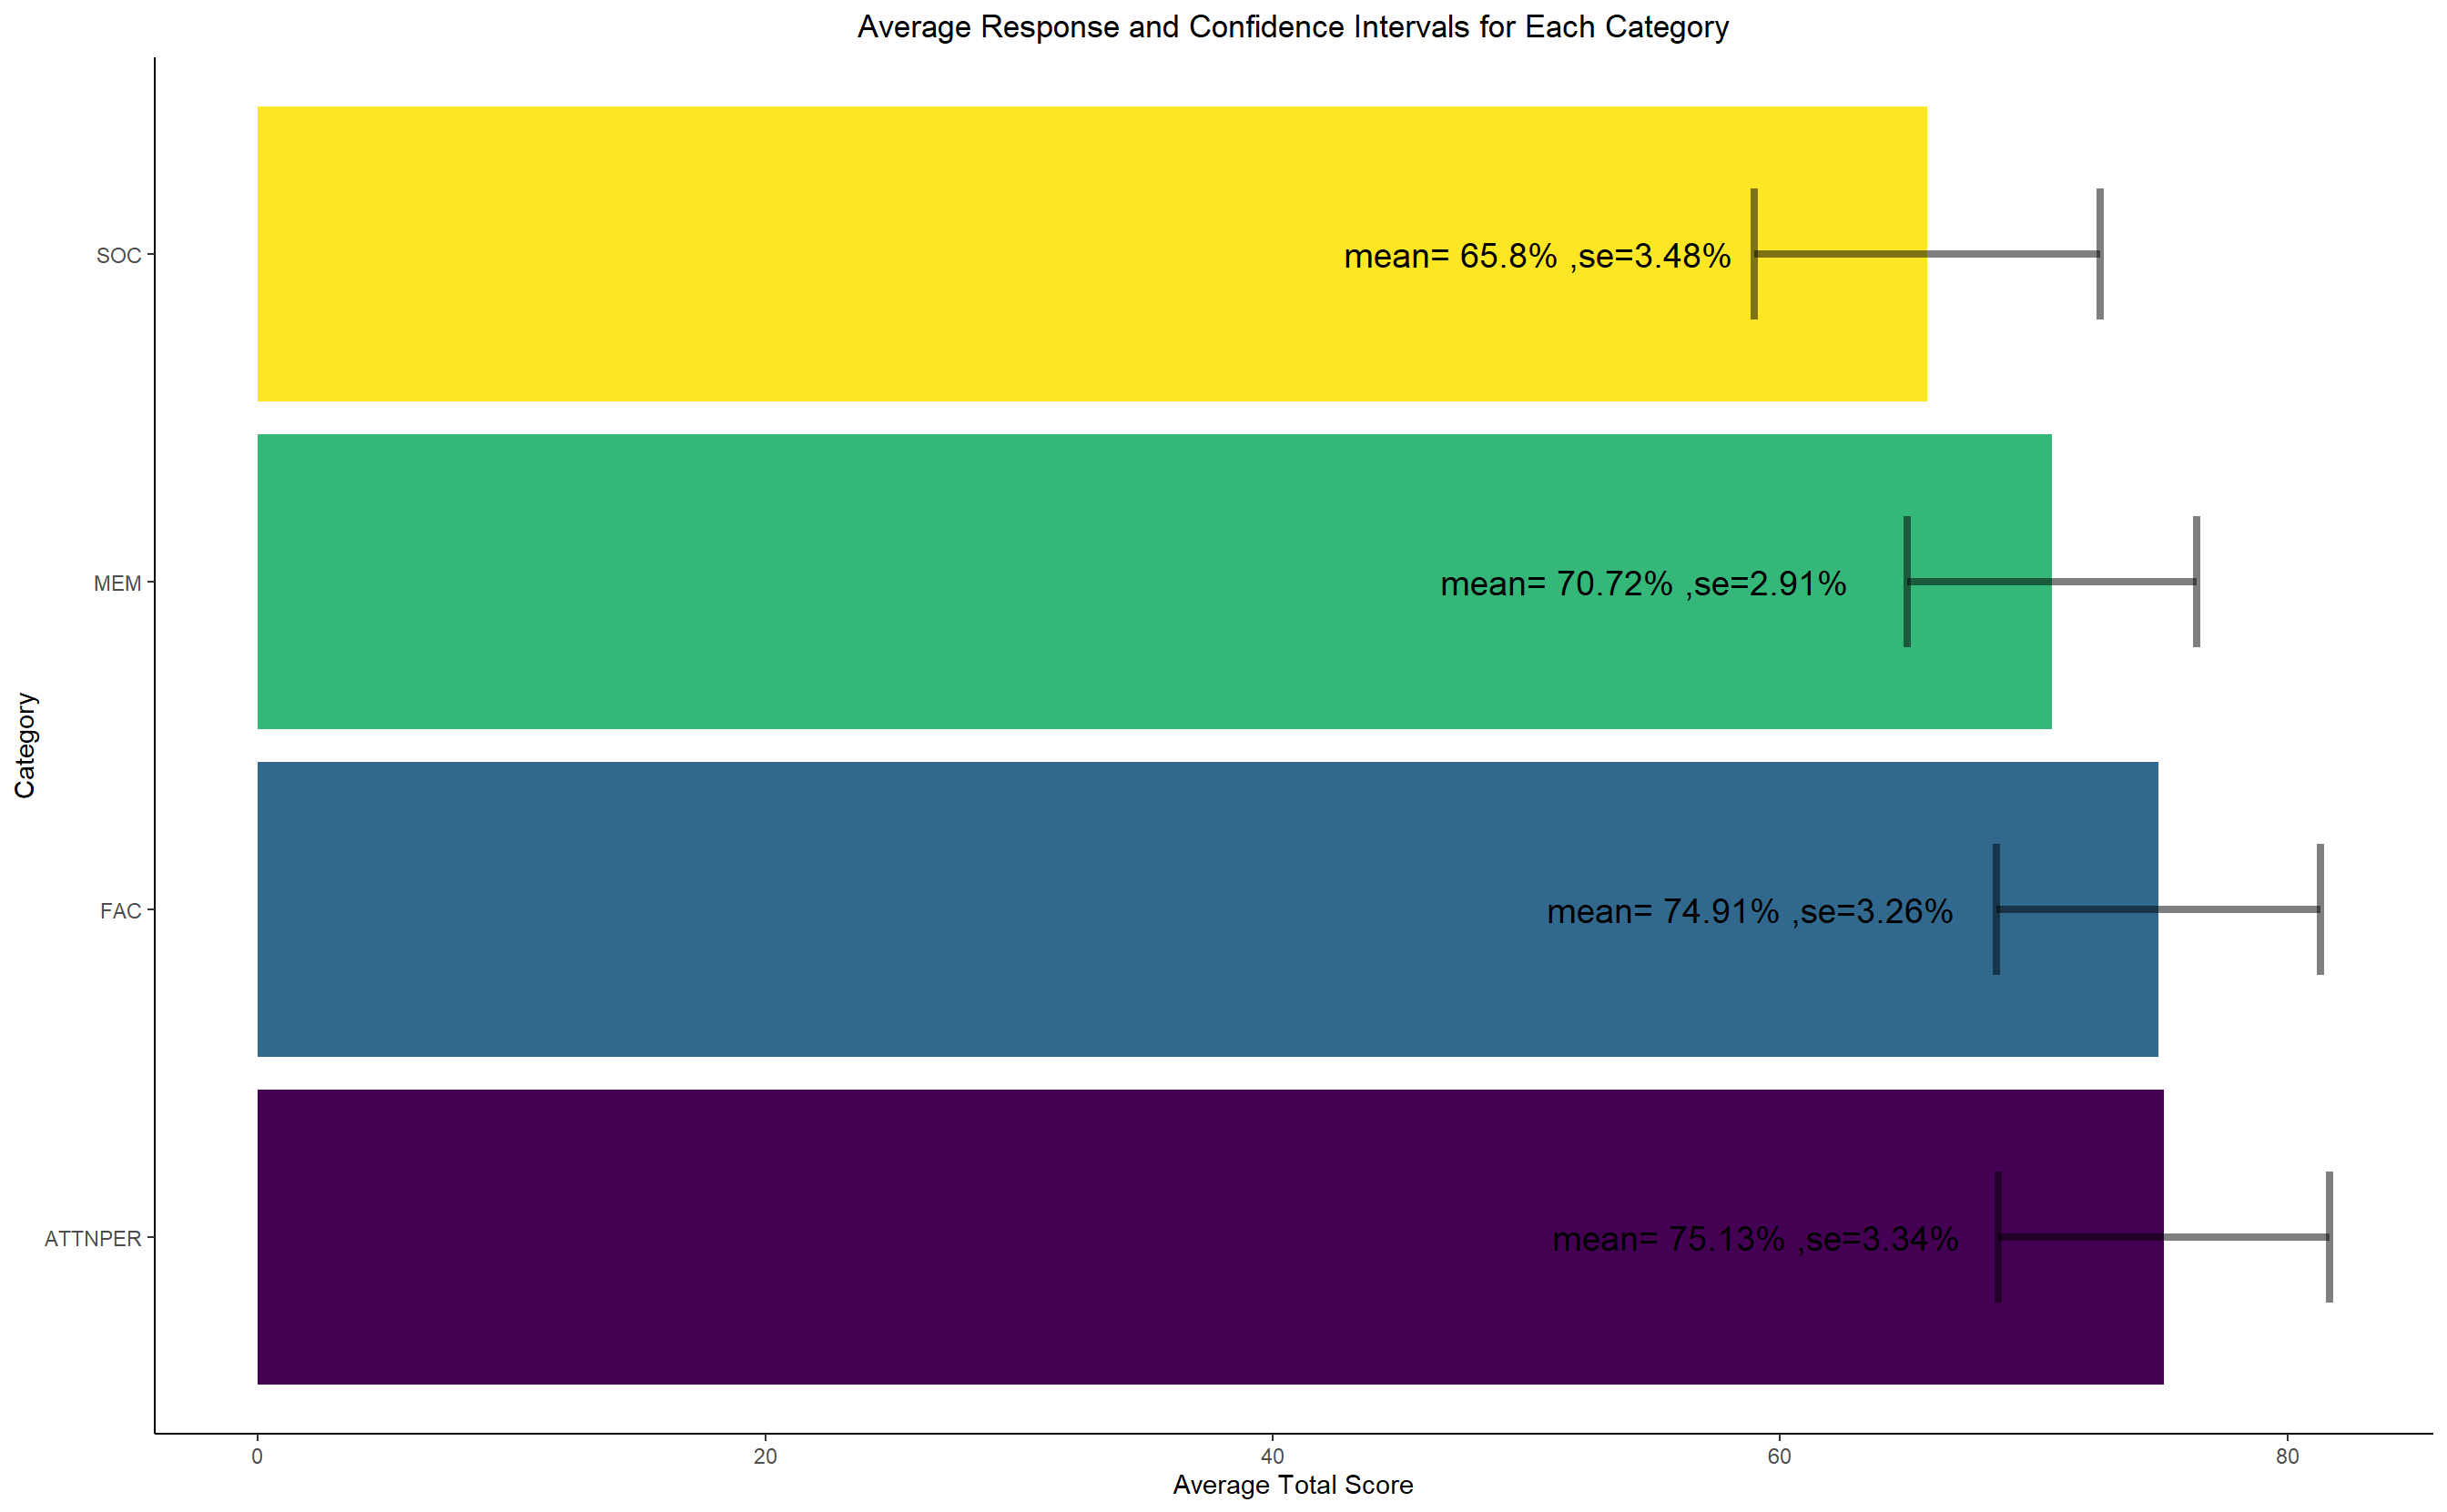 Average Response and Confidence Intervals for Each Category
Category
SOC
mean= 65.8% ,se=3.48%
MEM
mean= 70.72% ,se=2.91%
FAC
mean= 74.91% ,se=3.26%
ATTNPER
mean= 75.13% ,se=3.34%
0 20 40 60 80
Average Total Score